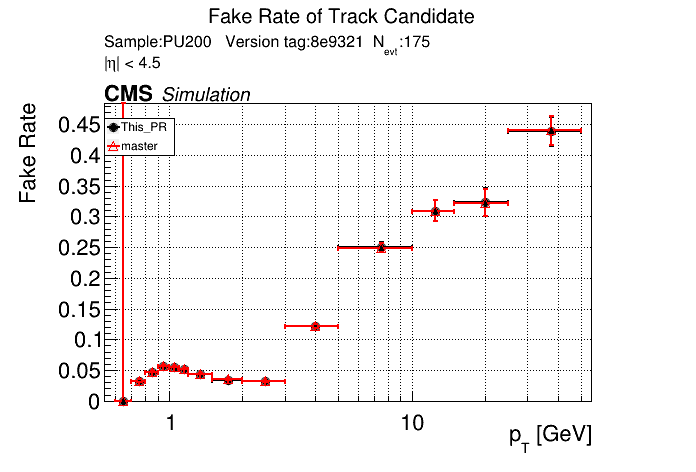 Fake Rate of Track Candidate
Sample:PU200 Version tag:8e9321 Nevt:175
|η| < 4.5
CMS Simulation
Fake Rate
This_PR
master
0.45
0.4
0.35
0.3
0.25
0.2
0.15
0.1
0.05
0
1
10
pT [GeV]